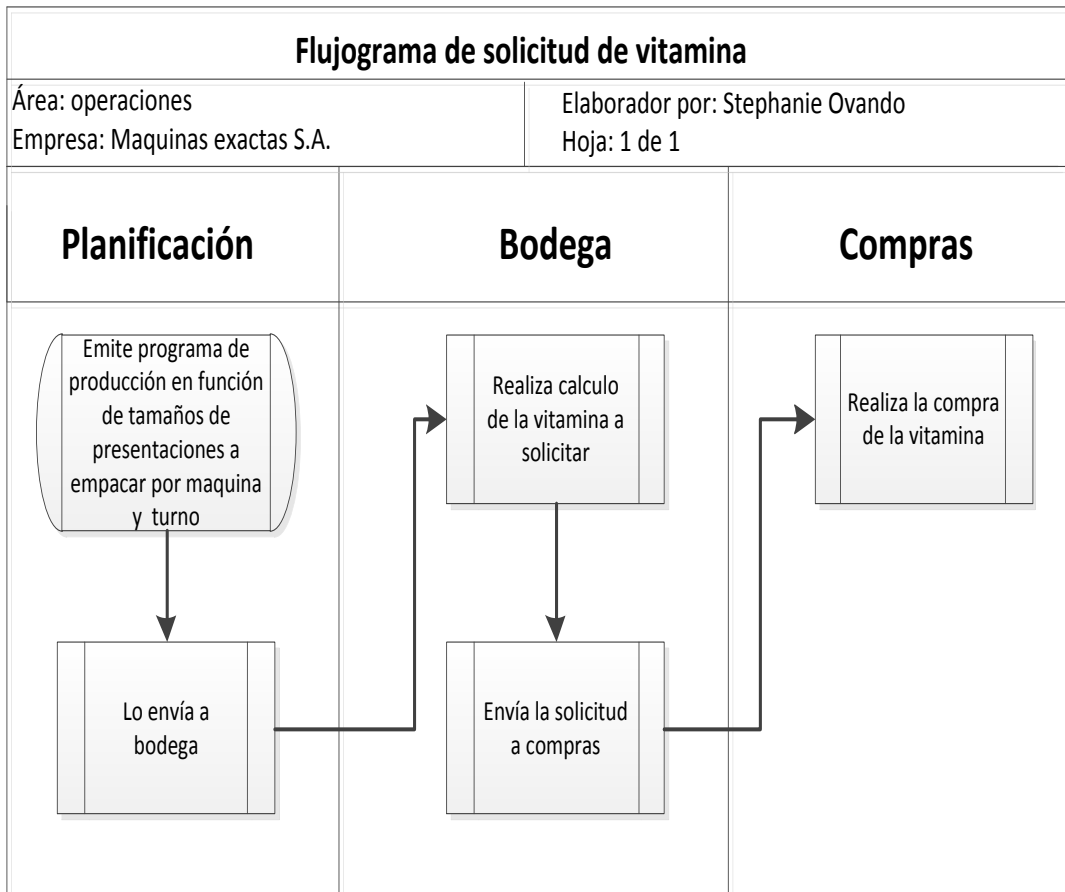 Flujograma de solicitud de vitamina
Área: operaciones
Empresa: Maquinas exactas S.A.
Elaborador por: Stephanie Ovando
Hoja: 1 de 1
Planificación
Bodega
Compras
Emite programa de
producción en función
de tamaños de
presentaciones a
empacar por maquina
y turno
Lo envía a
bodega
Realiza calculo
de la vitamina a
solicitar
Envía la solicitud
a compras
Realiza la compra
de la vitamina